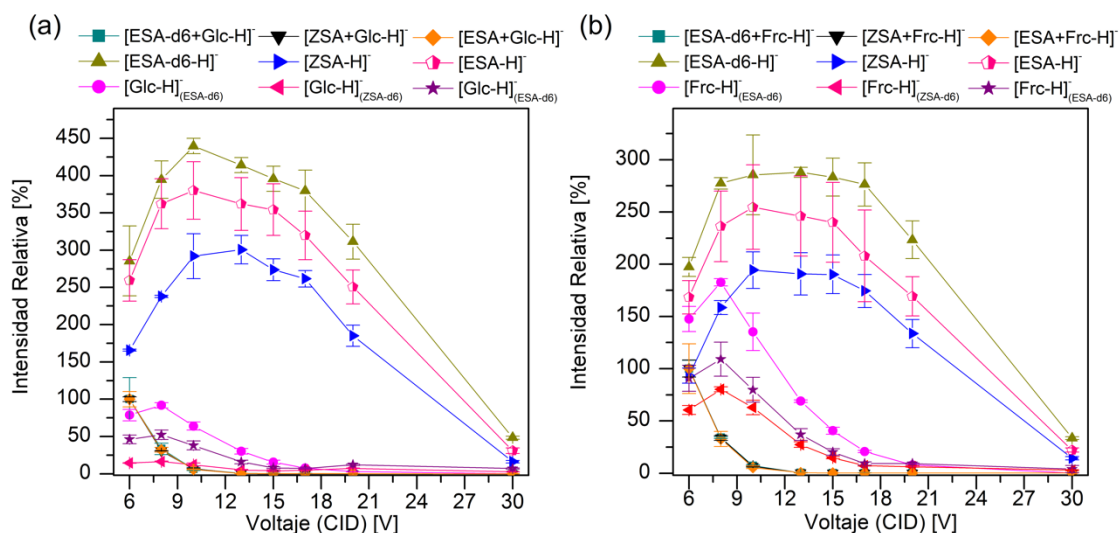 (a)
[ESA-d6+Glc-H]⁻ [ZSA+Glc-H]⁻ [ESA+Glc-H]⁻
[ESA-d6-H]⁻ [ZSA-H]⁻ [ESA-H]⁻
[Glc-H]⁻(ESA-d6) [Glc-H]⁻(ZSA-d6) [Glc-H]⁻(ESA-d6)
Intensidad Relativa [%]
450
400
350
300
250
200
150
100
50
0
6 9 12 15 18 21 24 27 30
Voltaje (CID) [V]
(b)
[ESA-d6+Frc-H]⁻ [ZSA+Frc-H]⁻ [ESA+Frc-H]⁻
[ESA-d6-H]⁻ [ZSA-H]⁻ [ESA-H]⁻
[Frc-H]⁻(ESA-d6) [Frc-H]⁻(ZSA-d6) [Frc-H]⁻(ESA-d6)
Intensidad Relativa [%]
300
250
200
150
100
50
0
6 9 12 15 18 21 24 27 30
Voltaje (CID) [V]